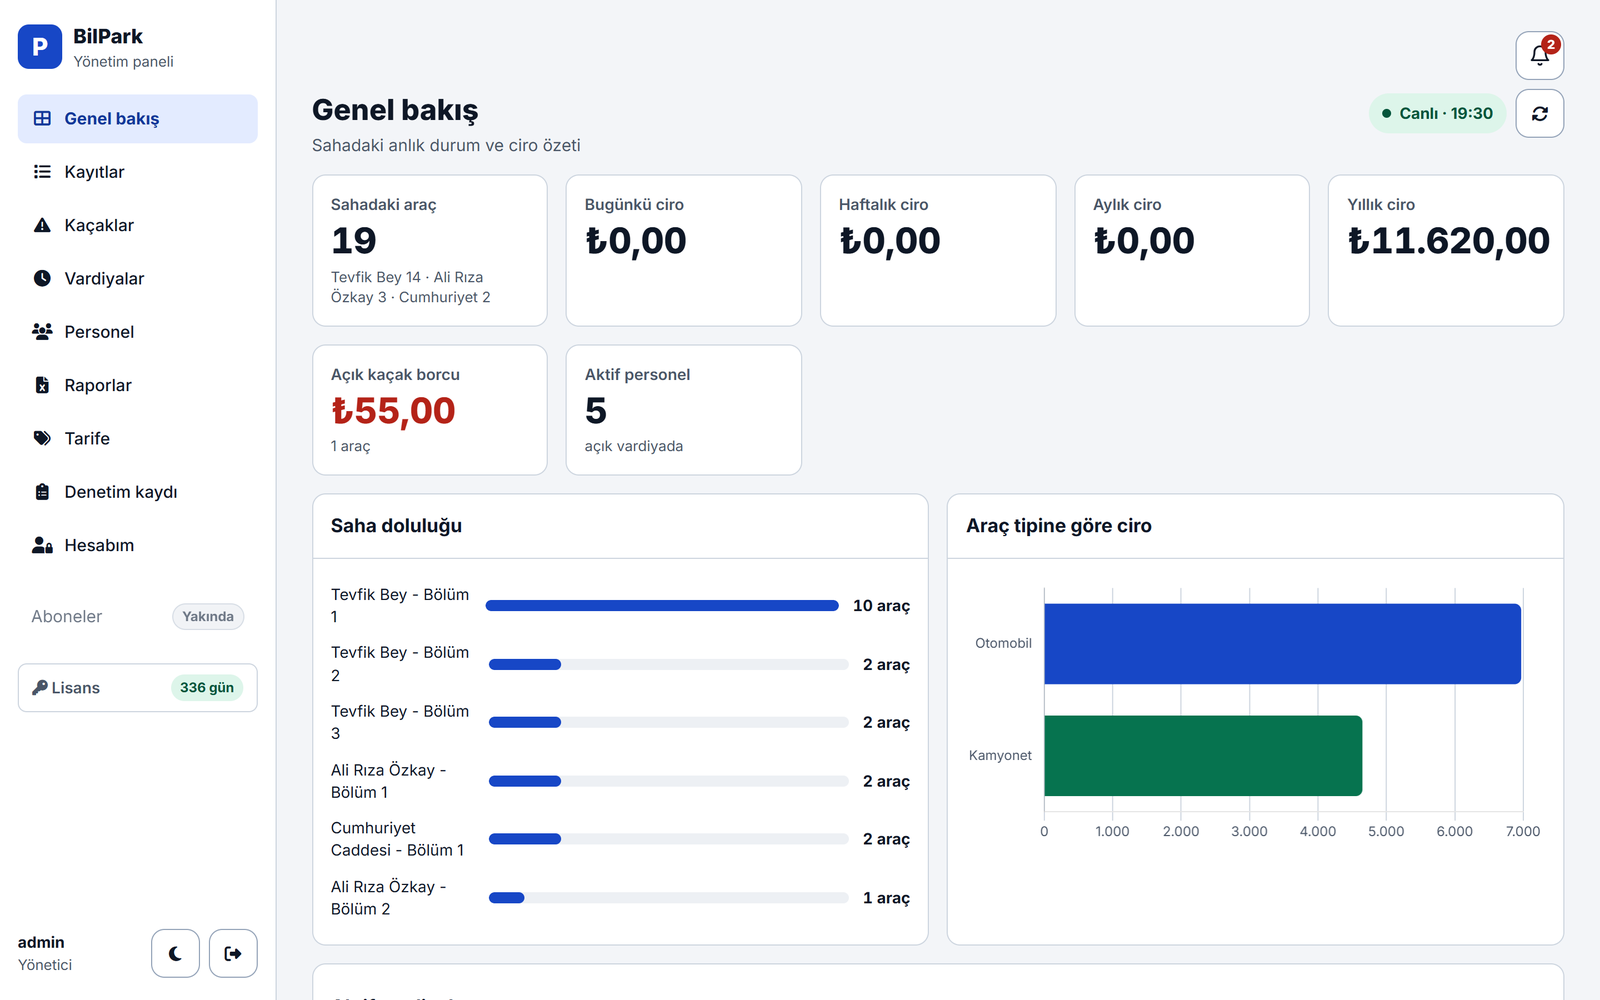 P
BilPark
Yönetim paneli
Genel bakış
Kayıtlar
Kaçaklar
Vardiyalar
Personel
Raporlar
Tarife
Denetim kaydı
Hesabım
Aboneler
Yakında
Lisans
336 gün
admin
Yönetici
2
Genel bakış
Sahadaki anlık durum ve ciro özeti
Canlı · 19:30
Sahadaki araç
19
Tevfik Bey 14 · Ali Rıza
Özkay 3 · Cumhuriyet 2
Bugünkü ciro
₺0,00
Haftalık ciro
₺0,00
Aylık ciro
₺0,00
Yıllık ciro
₺11.620,00
Açık kaçak borcu
₺55,00
1 araç
Aktif personel
5
açık vardiyada
Saha doluluğu
Tevfik Bey - Bölüm
1
10 araç
Tevfik Bey - Bölüm
2
2 araç
Tevfik Bey - Bölüm
3
2 araç
Ali Rıza Özkay -
Bölüm 1
2 araç
Cumhuriyet
Caddesi - Bölüm 1
2 araç
Ali Rıza Özkay -
Bölüm 2
1 araç
Araç tipine göre ciro
Otomobil
Kamyonet
0 1.000 2.000 3.000 4.000 5.000 6.000 7.000